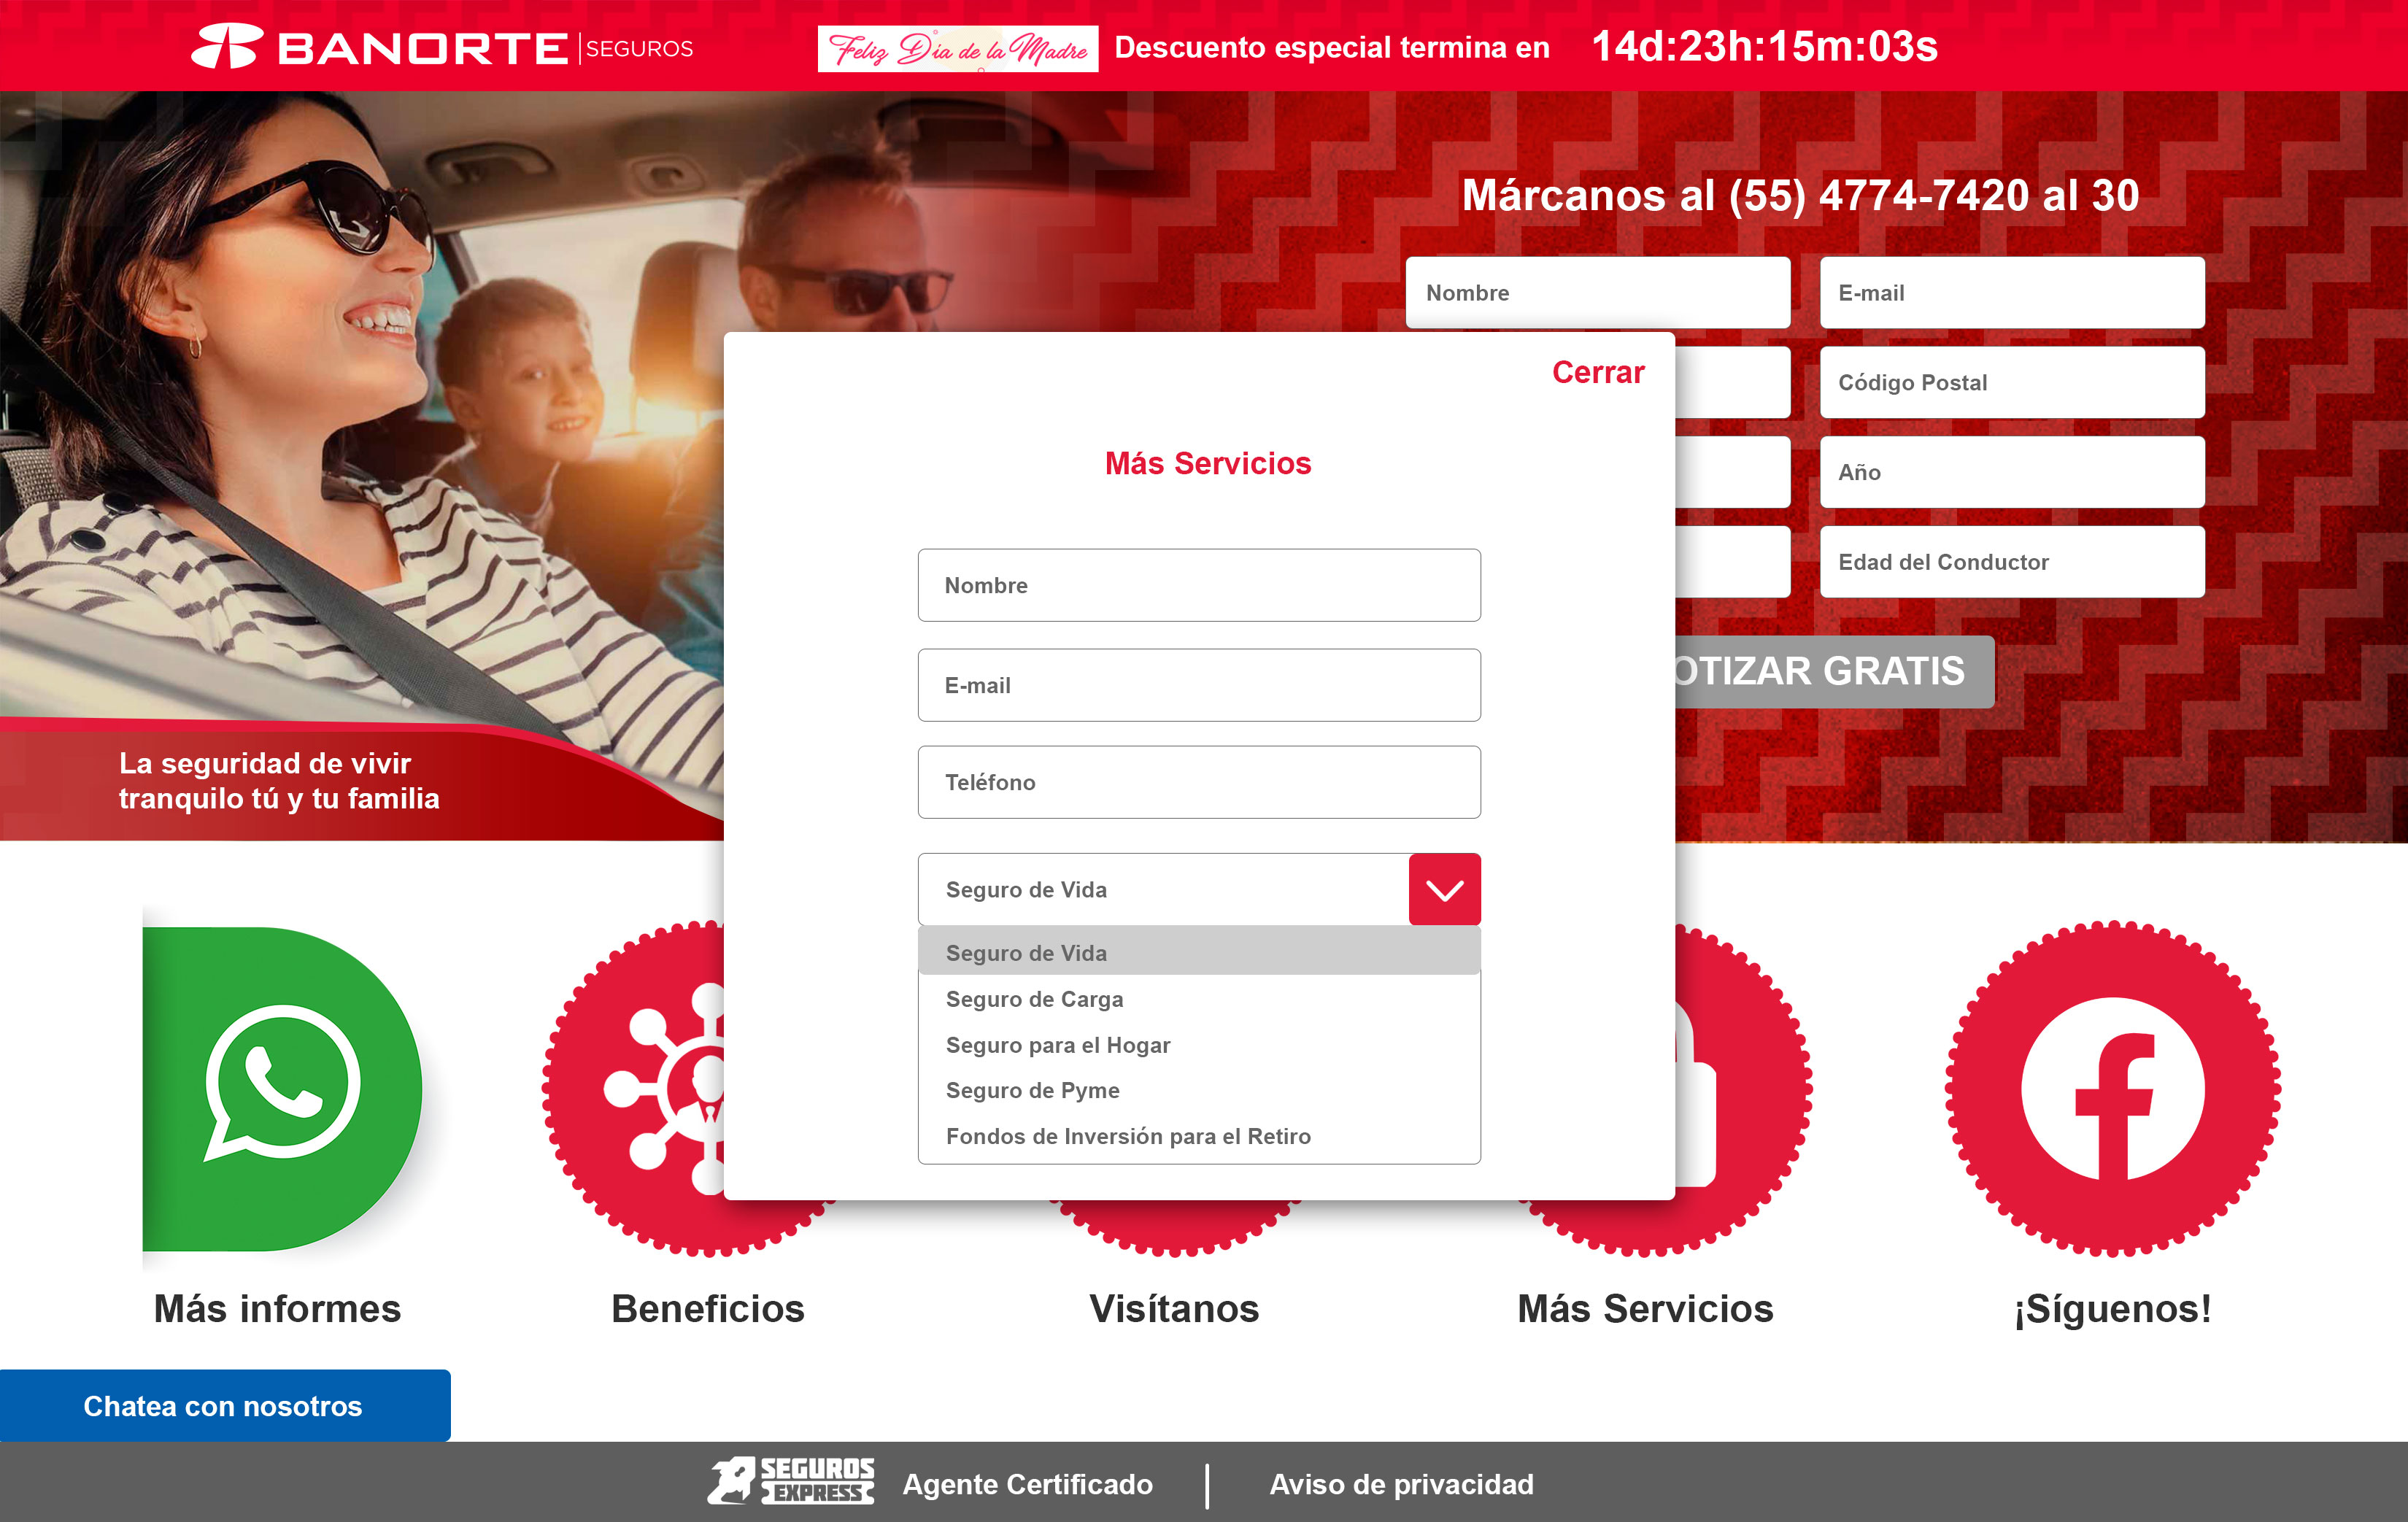 BANORTE SEGUROS
Feliz Día de la Madre
Descuento especial termina en 14d:23h:15m:03s
Márcanos al (55) 4774-7420 al 30
Nombre
E-mail
Código Postal
Año
Edad del Conductor
OTIZAR GRATIS
La seguridad de vivir
tranquilo tú y tu familia
Cerrar
Más Servicios
Nombre
E-mail
Teléfono
Seguro de Vida
Seguro de Vida
Seguro de Carga
Seguro para el Hogar
Seguro de Pyme
Fondos de Inversión para el Retiro
Más informes
Beneficios
Visítanos
Más Servicios
¡Síguenos!
Chatea con nosotros
SEGUROS
EXPRESS
Agente Certificado
Aviso de privacidad